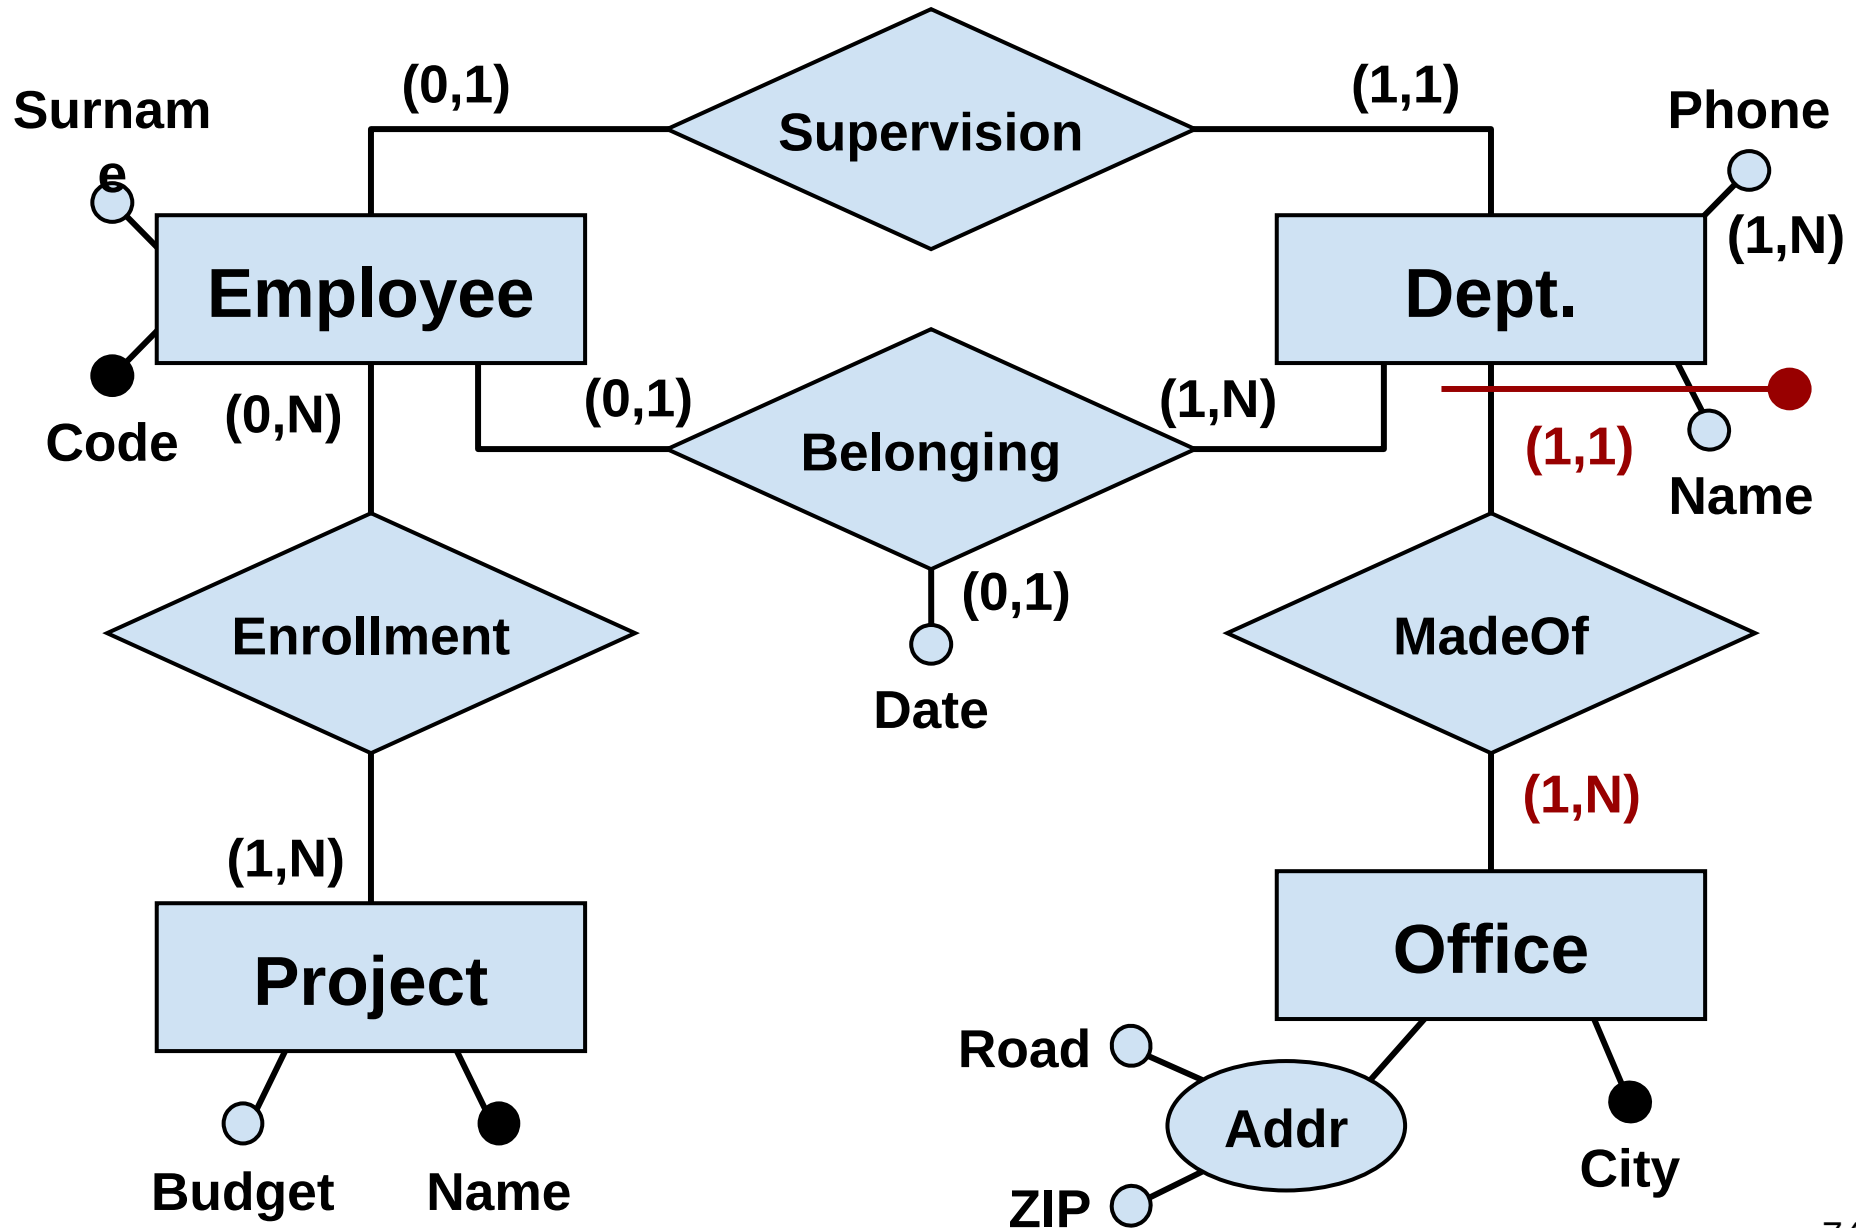 (0,1)
(1,1)
Surnam
e
Supervision
Phone
(1,N)
Employee
Dept.
Code
(0,N)
(0,1)
Belonging
(1,N)
(1,1)
Name
Enrollment
(0,1)
MadeOf
Date
(1,N)
(1,N)
Project
Office
Road
Addr
City
Budget
Name
ZIP